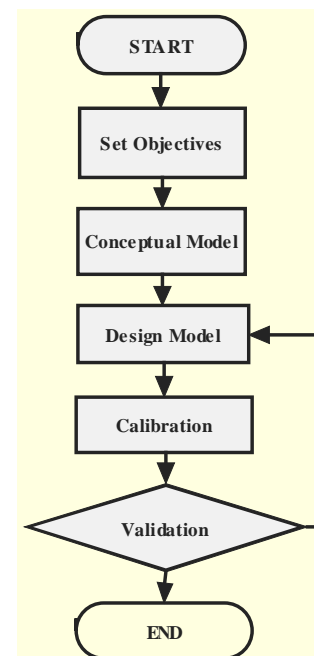 START
Set Objectives
Conceptual Model
Design Model
Calibration
Validation
END